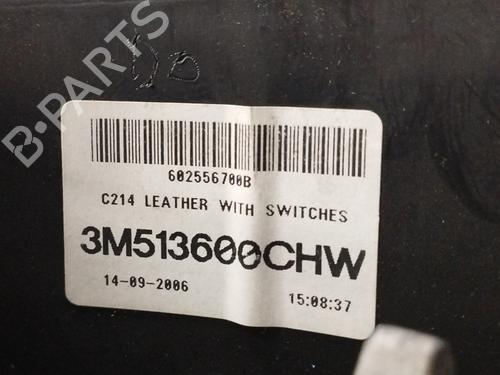 B-PARTS
602556700B
C214 LEATHER WITH SWITCHES
3M513600CHW
14-09-2006 15:08:37